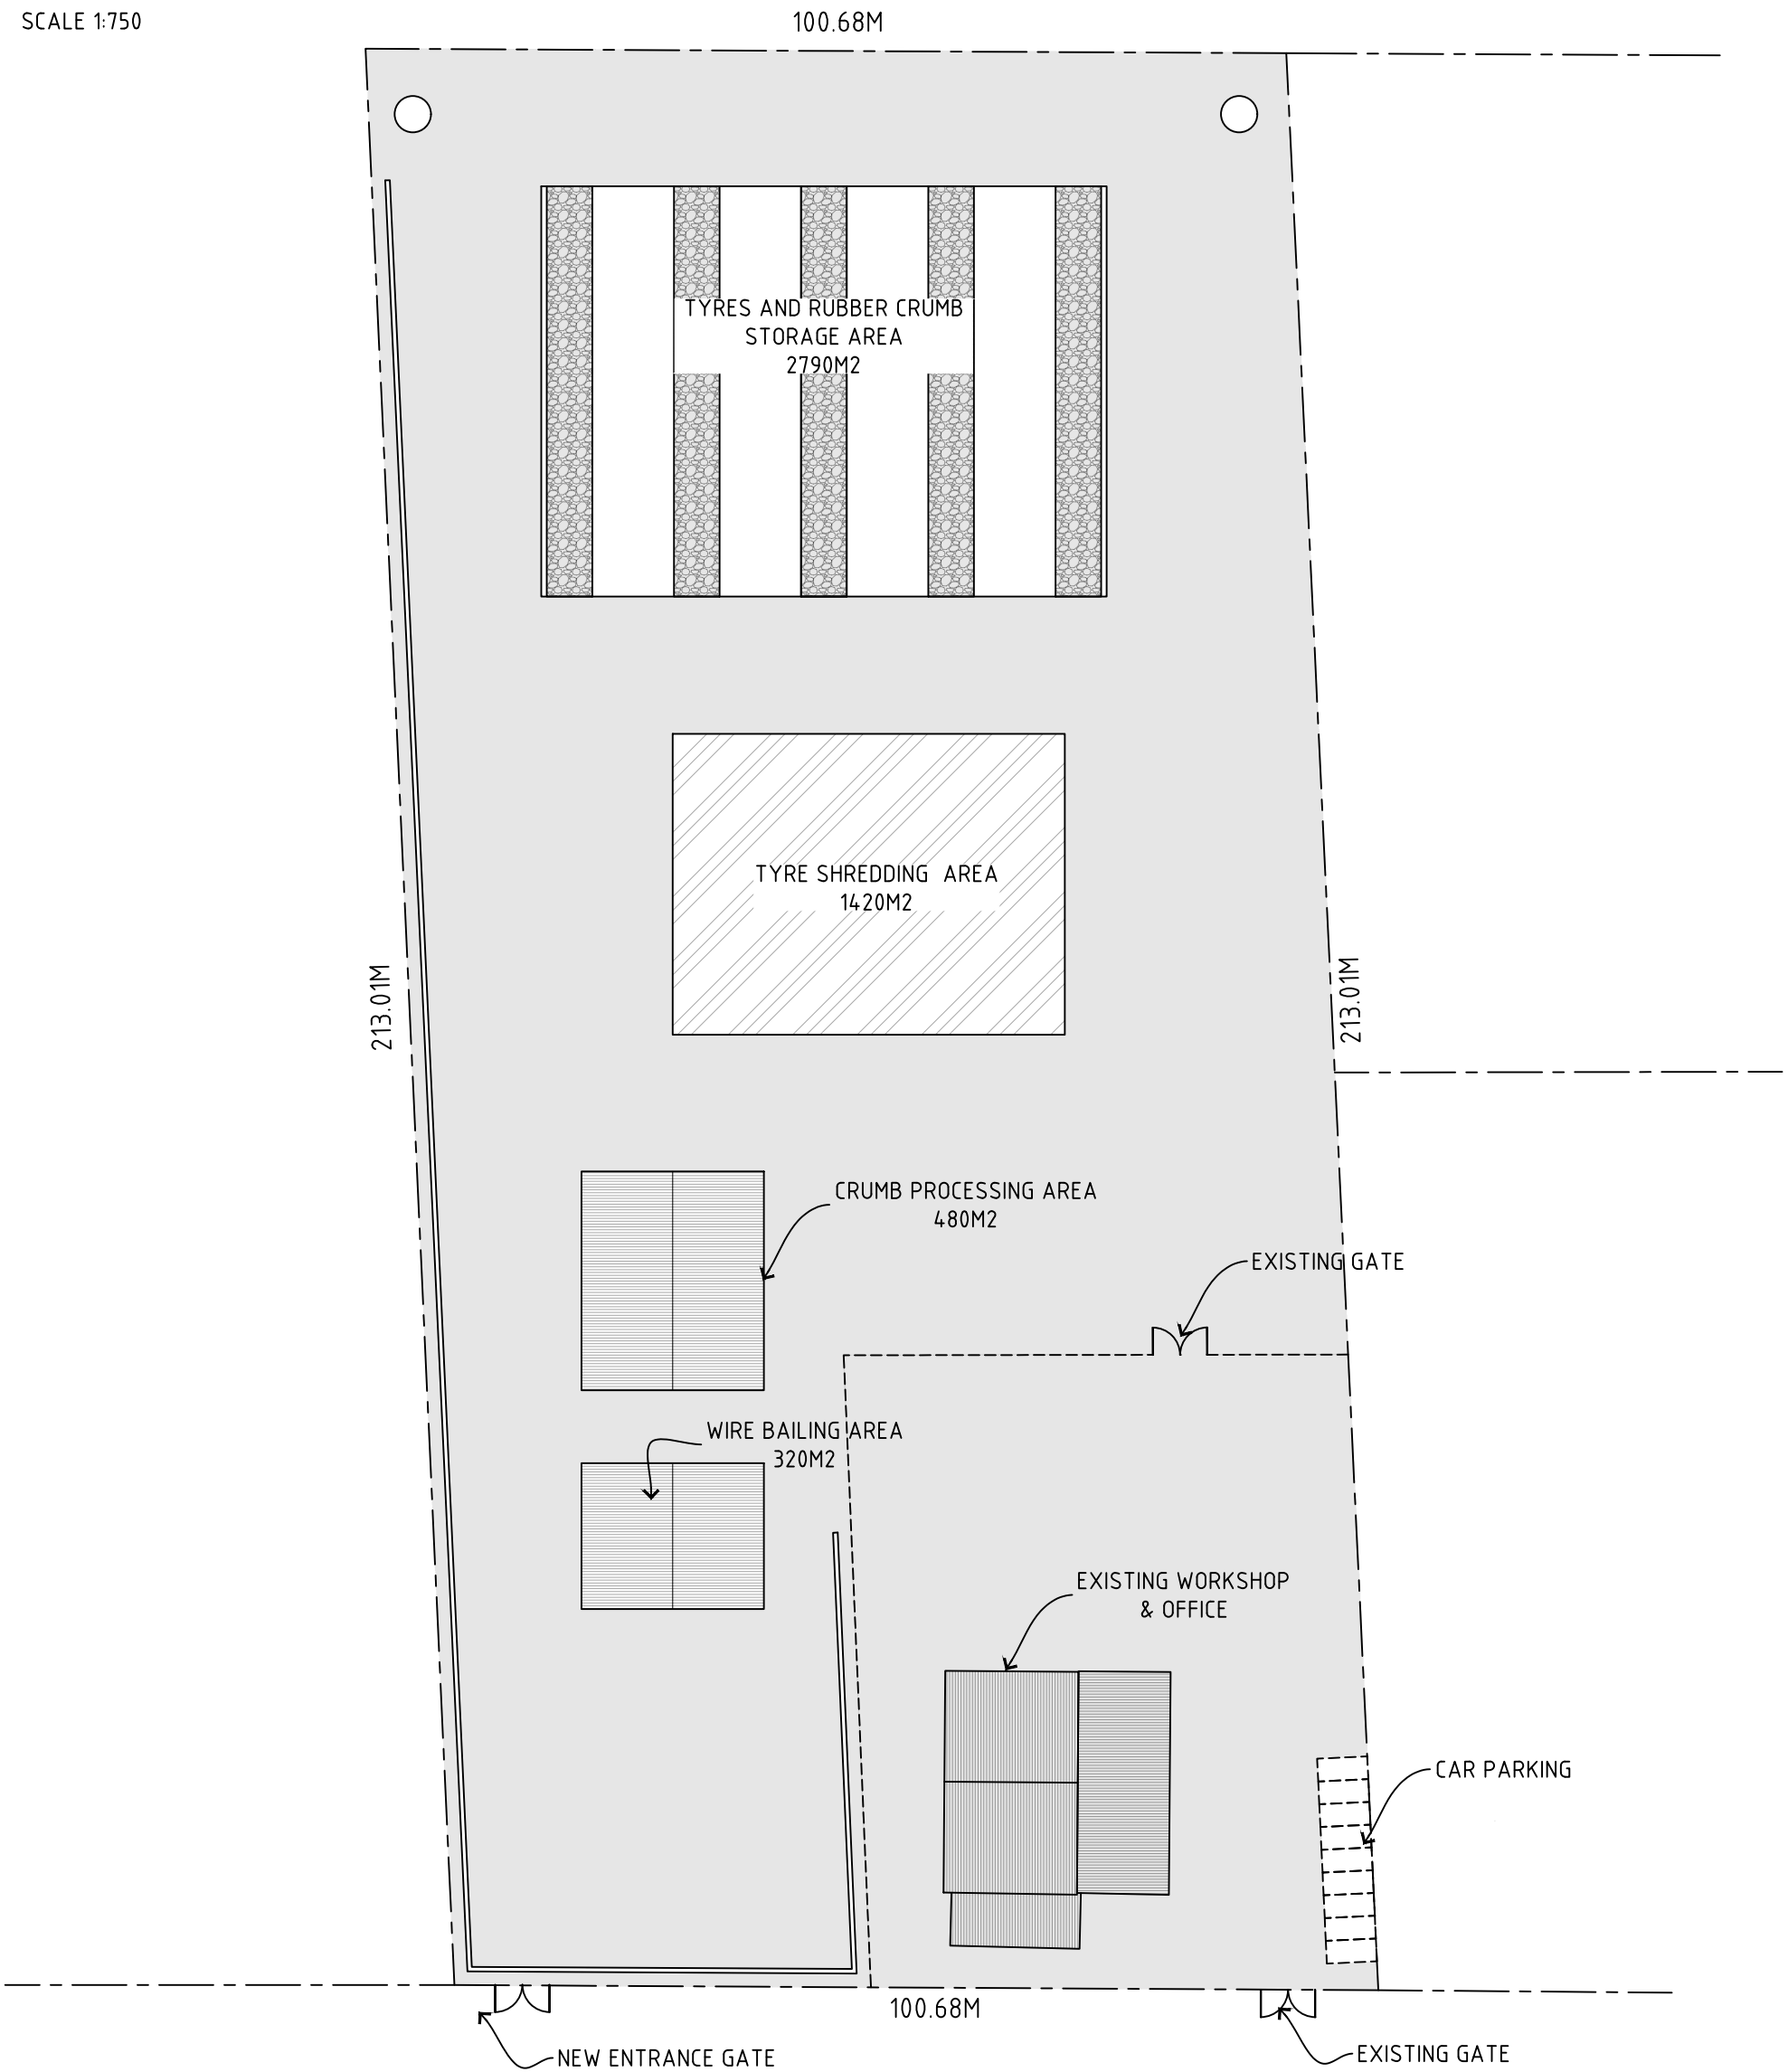 SCALE 1:750
100.68M
TYRES AND RUBBER CRUMB
STORAGE AREA
2790M2
TYRE SHREDDING AREA
1420M2
213.01M
213.01M
CRUMB PROCESSING AREA
480M2
EXISTING GATE
WIRE BAILING AREA
320M2
EXISTING WORKSHOP
& OFFICE
CAR PARKING
100.68M
NEW ENTRANCE GATE
EXISTING GATE